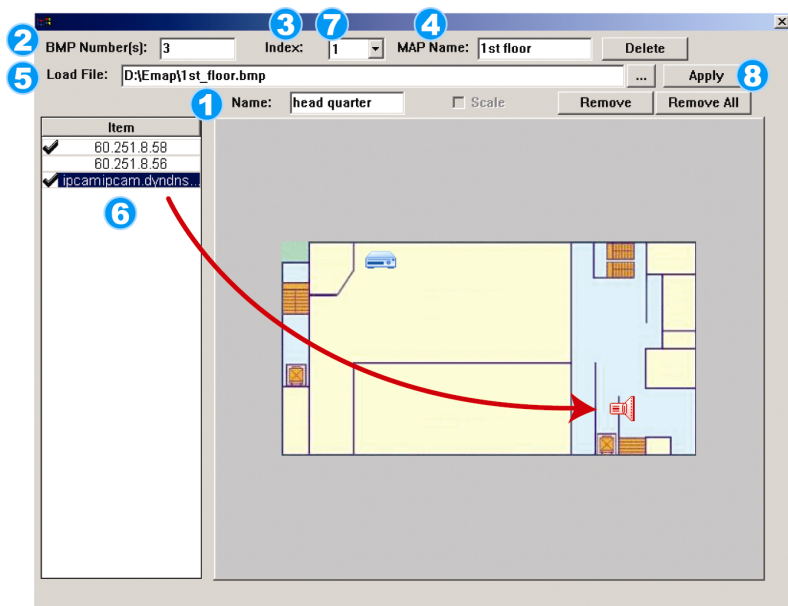 3 7 4
2 BMP Number(s): 3 Index: 1 MAP Name: 1st floor Delete
5 Load File: D:\Emap\1st_floor.bmp ... Apply 8
1 Name: head quarter Scale Remove Remove All
Item
60.251.8.58
60.251.8.56
ipcamipcam.dyndns...
6